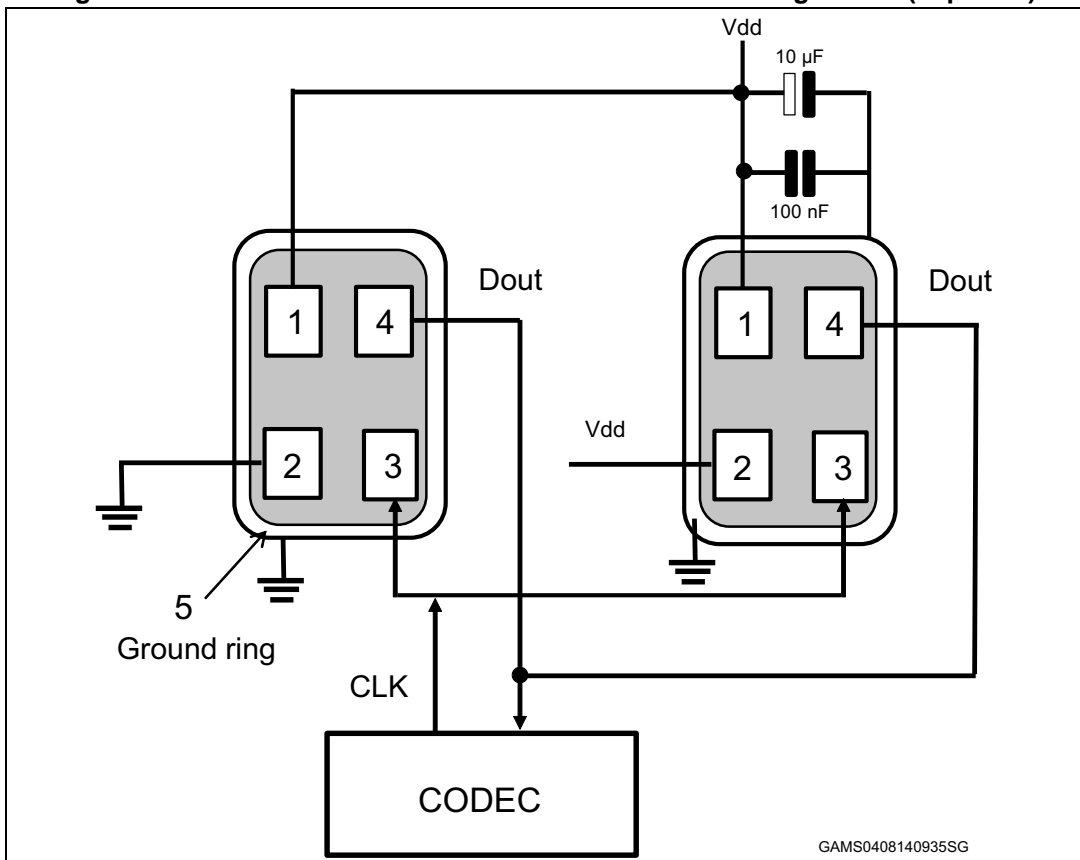 Vdd
10 µF
100 nF
Dout
Dout
1
4
1
4
Vdd
2
3
2
3
5
Ground ring
CLK
CODEC
GAMS0408140935SG